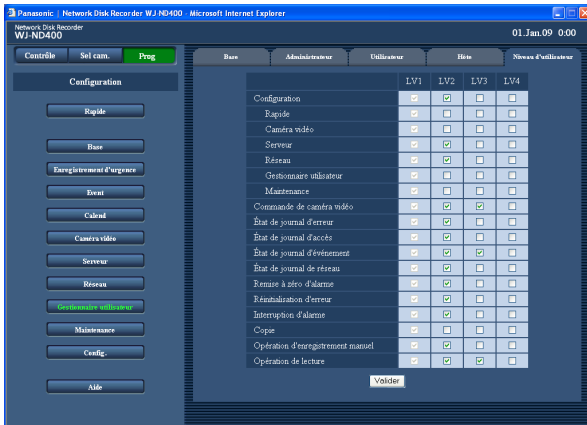 Panasonic | Network Disk Recorder WJ-ND400 - Microsoft Internet Explorer
Network Disk Recorder
WJ-ND400
01.Jan.09 0:00
Contrôle Sel cam. Prog
Base Administrateur Utilisateur Hôte Niveau d'utilisateur
Configuration
Rapide
Base
Enregistrement d'urgence
Event
Calend
Caméra vidéo
Serveur
Réseau
Gestionnaire utilisateur
Maintenance
Config.
Aide
LV1 LV2 LV3 LV4
Configuration
Rapide
Caméra vidéo
Serveur
Réseau
Gestionnaire utilisateur
Maintenance
Commande de caméra vidéo
État de journal d'erreur
État de journal d'accès
État de journal d'événement
État de journal de réseau
Remise à zéro d'alarme
Réinitialisation d'erreur
Interruption d'alarme
Copie
Opération d'enregistrement manuel
Opération de lecture
Valider